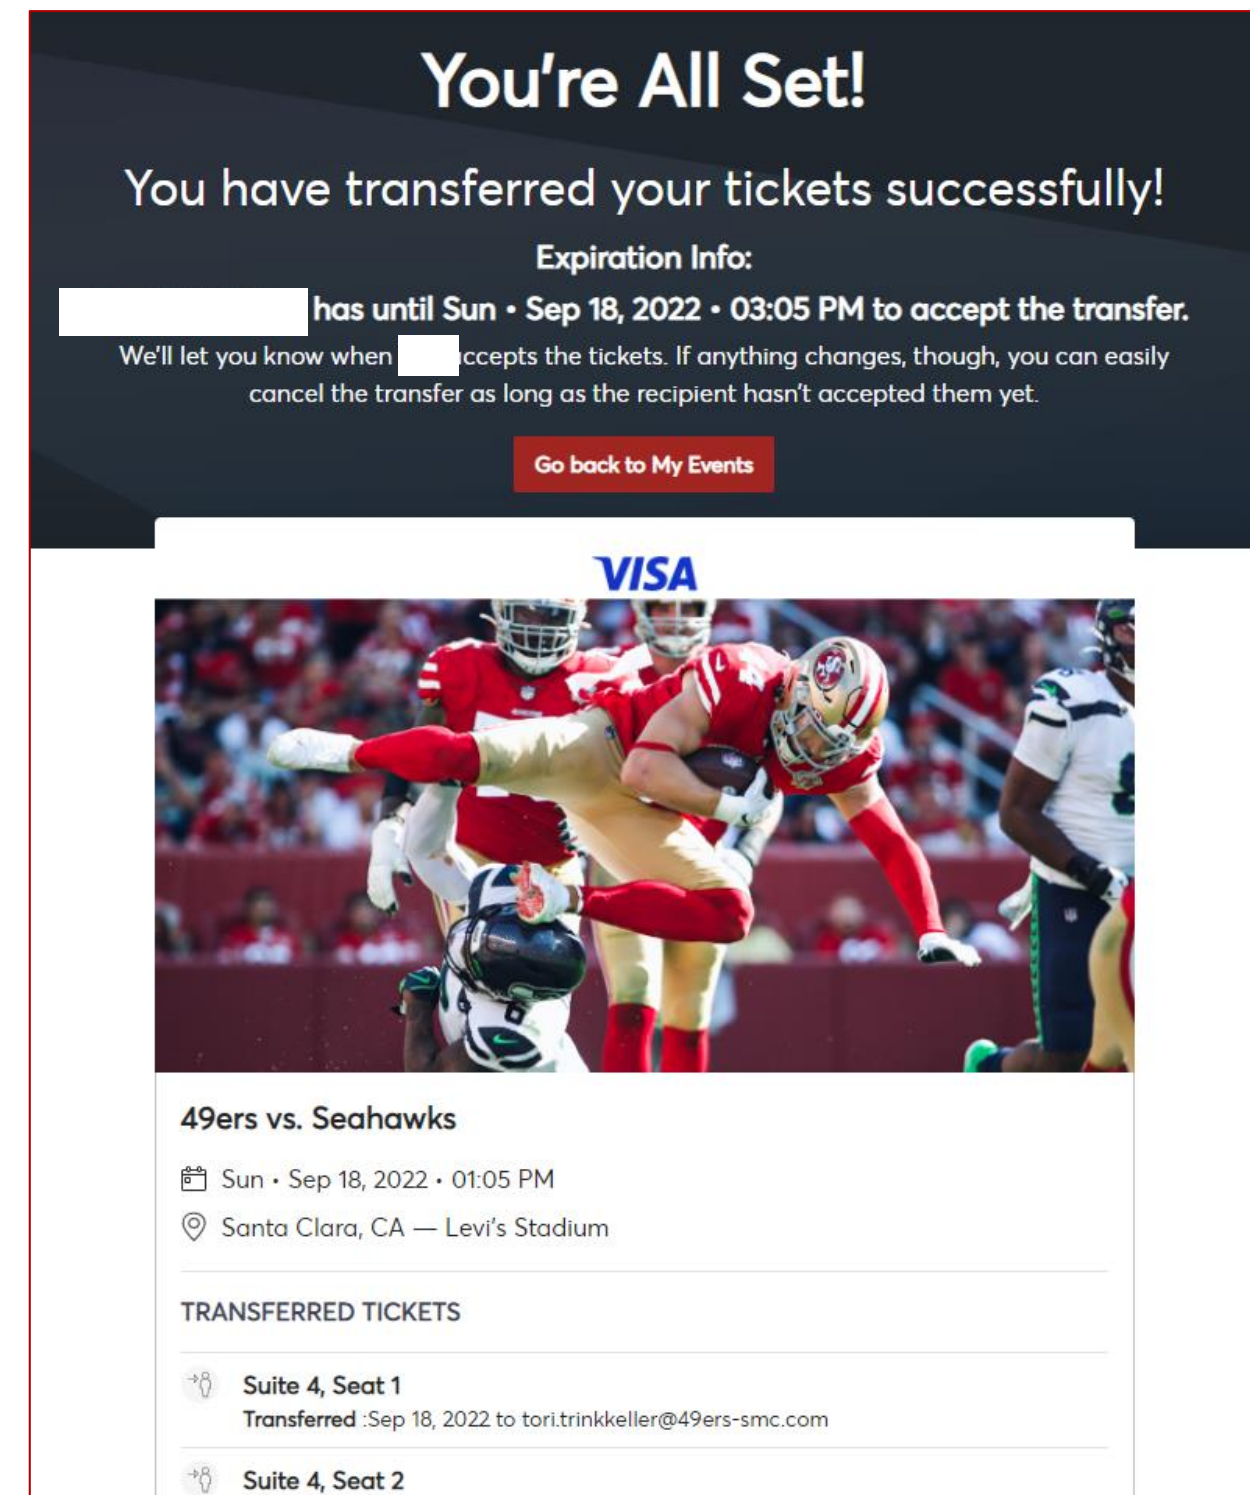 You're All Set!
You have transferred your tickets successfully!
Expiration Info:
has until Sun • Sep 18, 2022 • 03:05 PM to accept the transfer.
We'll let you know when ccepts the tickets. If anything changes, though, you can easily
cancel the transfer as long as the recipient hasn't accepted them yet.
Go back to My Events
VISA
49ers vs. Seahawks
Sun • Sep 18, 2022 • 01:05 PM
Santa Clara, CA — Levi's Stadium
TRANSFERRED TICKETS
Suite 4, Seat 1
Transferred :Sep 18, 2022 to tori.trinkkeller@49ers-smc.com
Suite 4, Seat 2